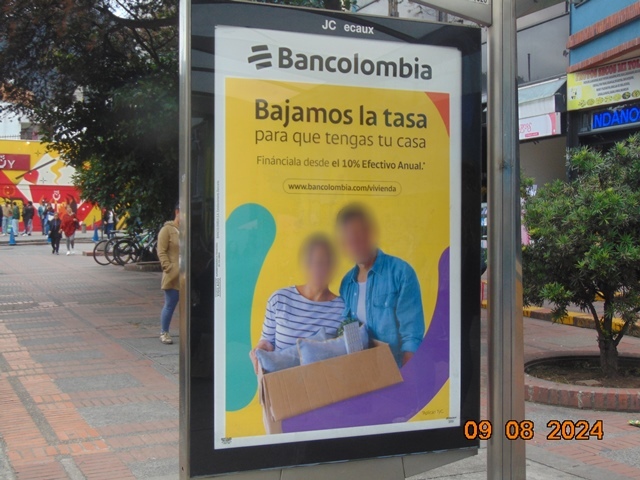 JC ecaux
Bancolombia
Bajamos la tasa
para que tengas tu casa
Fináncialа desde el 10% Efectivo Anual.*
www.bancolombia.com/vivienda
NDANO
09 08 2024